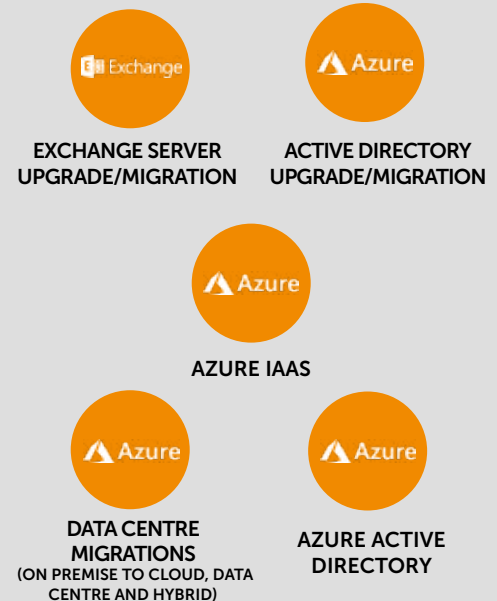 Exchange
Azure
EXCHANGE SERVER
UPGRADE/MIGRATION
ACTIVE DIRECTORY
UPGRADE/MIGRATION
Azure
AZURE IAAS
Azure
Azure
DATA CENTRE
MIGRATIONS
(ON PREMISE TO CLOUD, DATA
CENTRE AND HYBRID)
AZURE ACTIVE
DIRECTORY